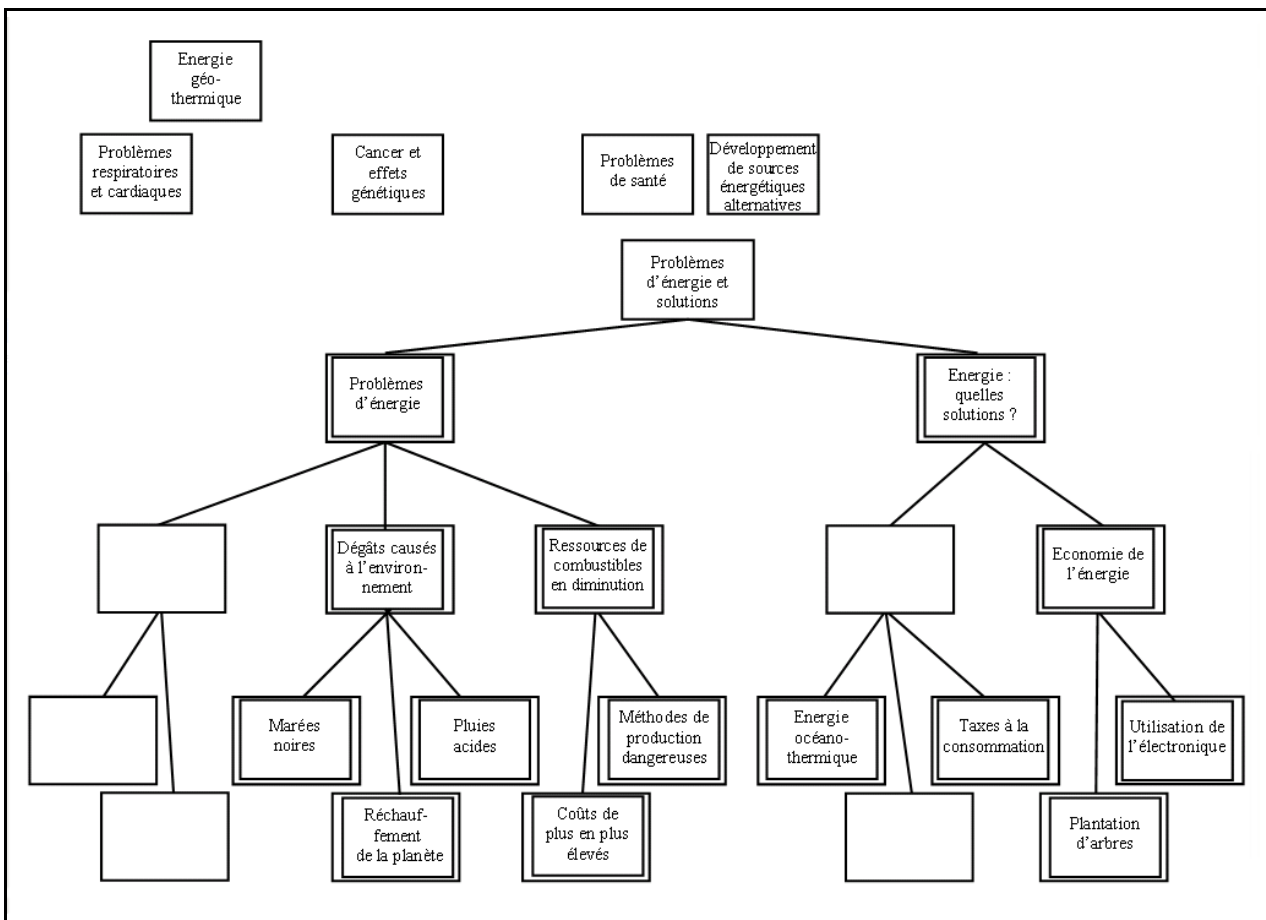 Energie
géo-
thermique
Problèmes
respiratoires
et cardiaques
Cancer et
effets
génétiques
Problèmes
de santé
Développement
de sources
énergétiques
alternatives
Problèmes
d'énergie et
solutions
Problèmes
d'énergie
Energie :
quelles
solutions ?
Dégâts causés
à l'environ-
nement
Ressources de
combustibles
en diminution
Economie de
l'énergie
Marées
noires
Pluies
acides
Méthodes de
production
dangereuses
Energie
océano-
thermique
Taxes à la
consommation
Utilisation de
l'électronique
Réchauf-
fement
de la planète
Coûts de
plus en plus
élevés
Plantation
d'arbres